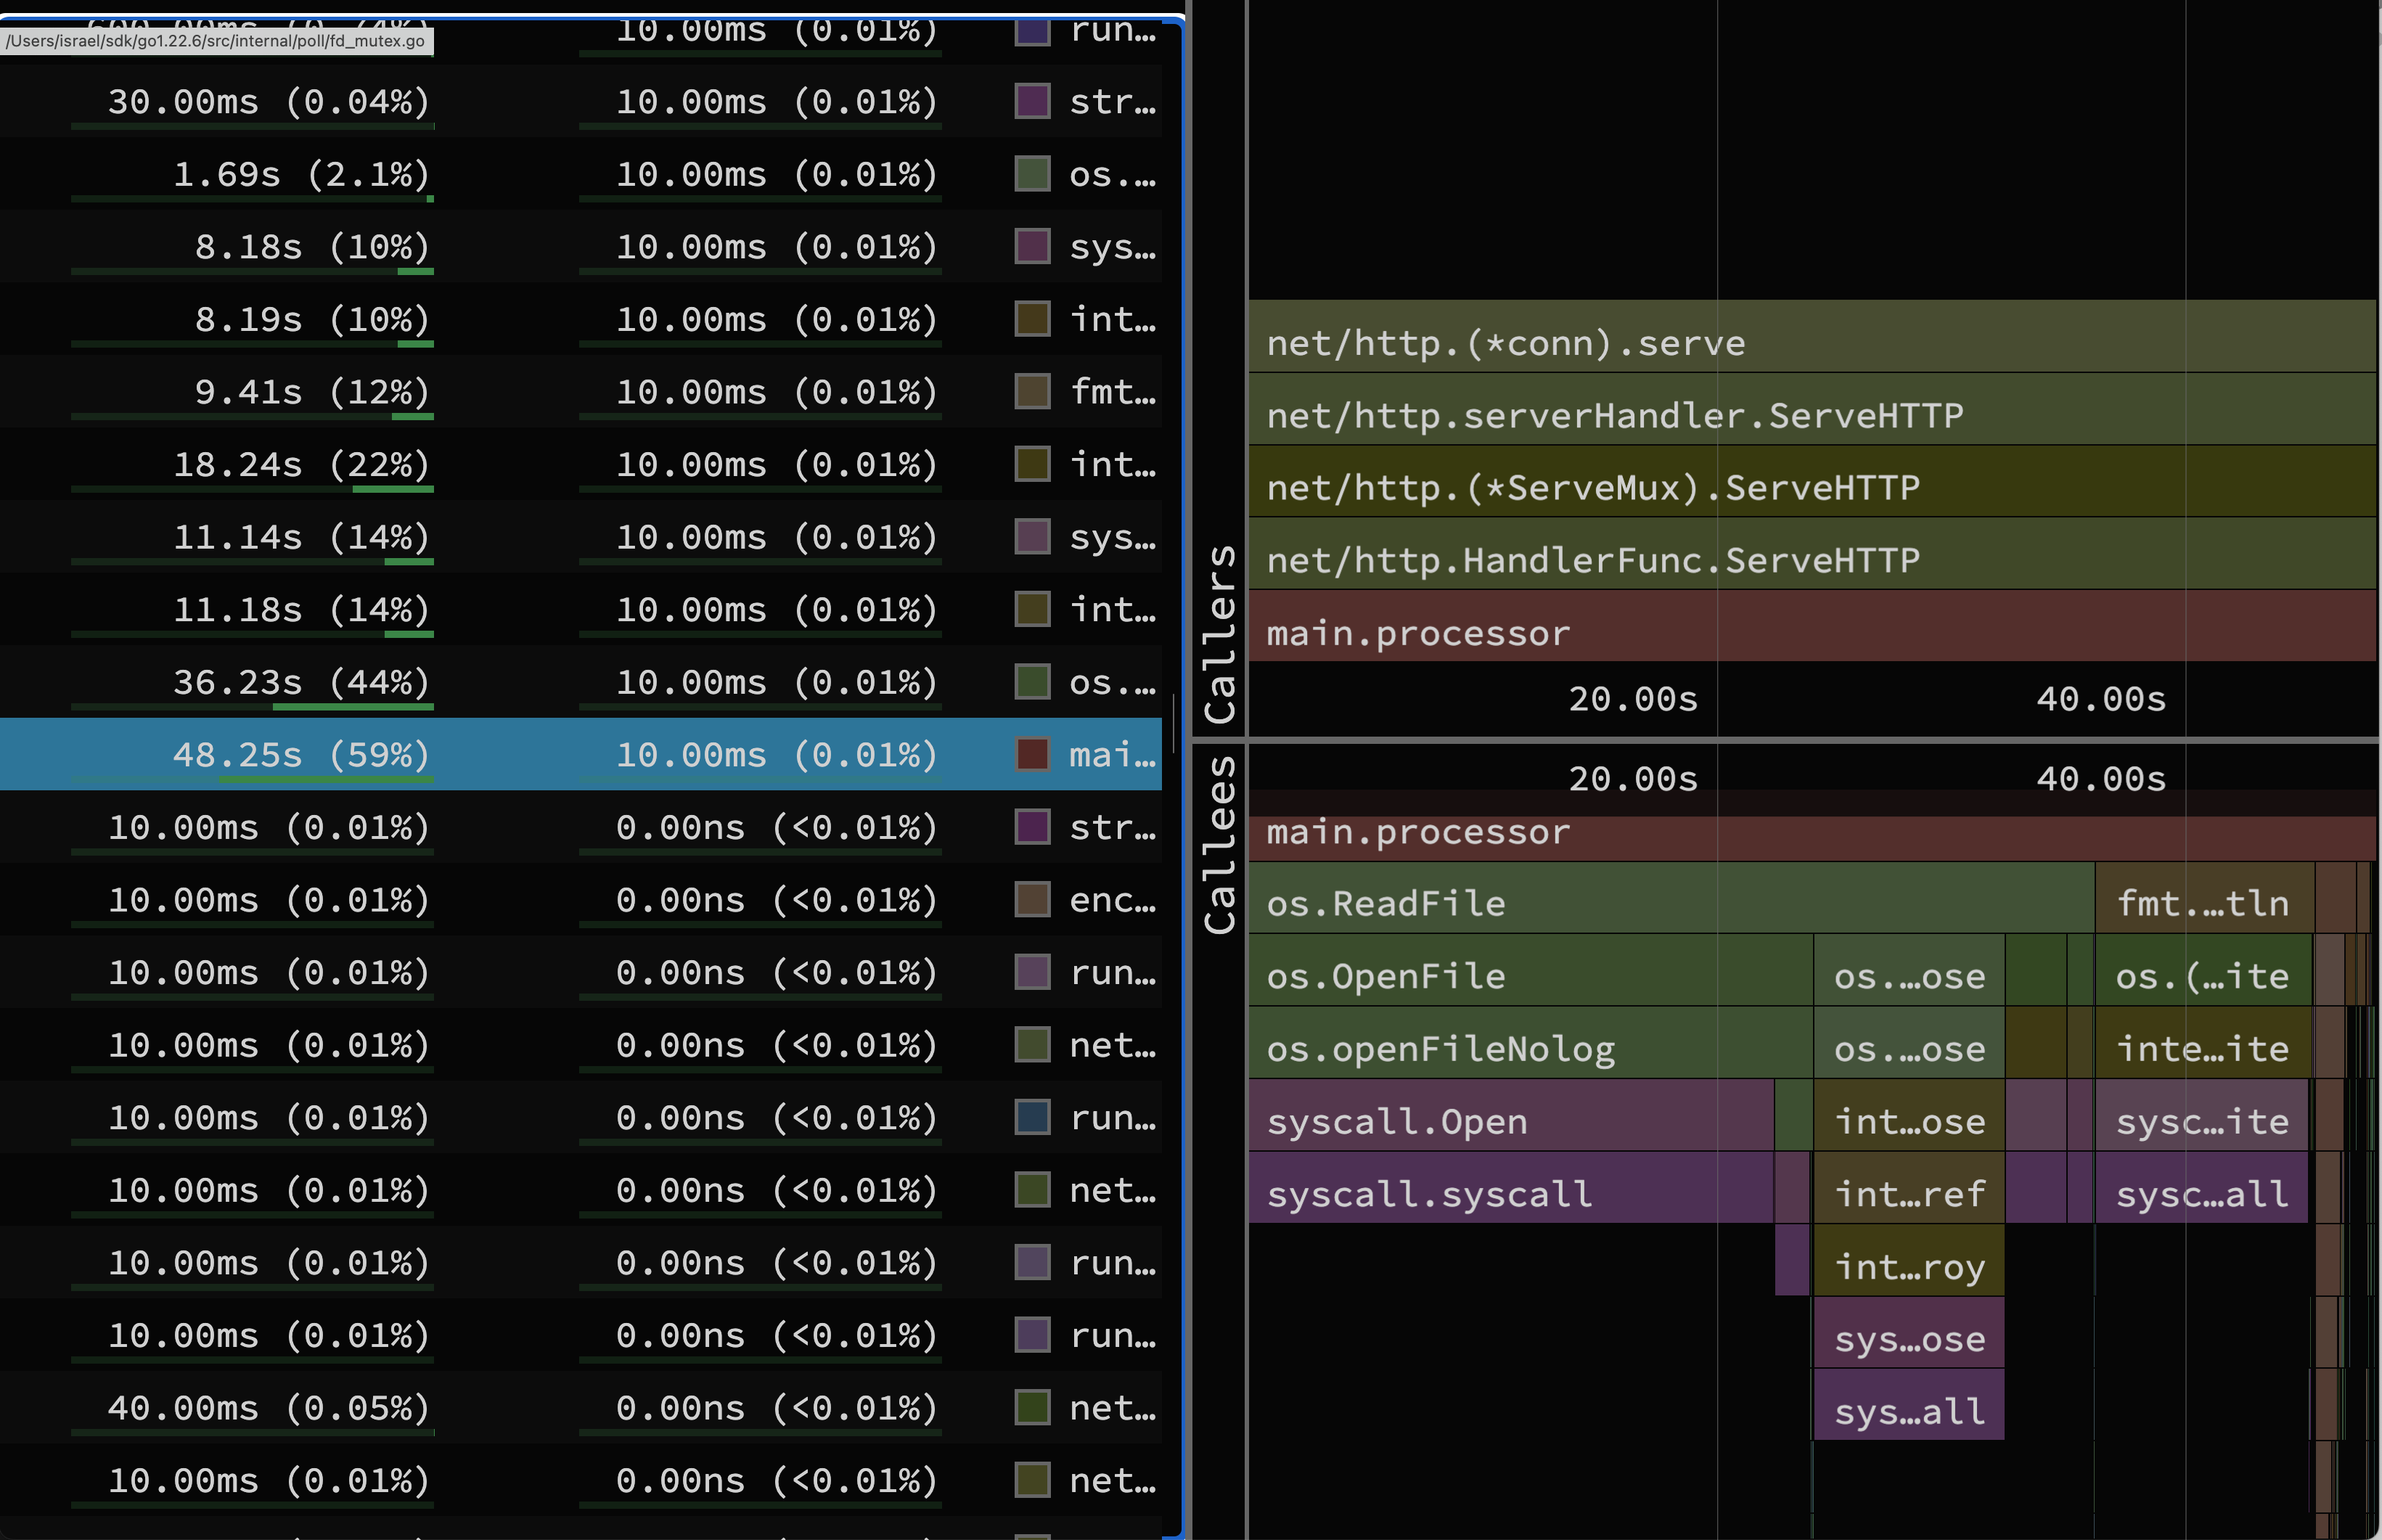 600.00ms (0.74%) 10.00ms (0.01%) run…
/Users/israel/sdk/go1.22.6/src/internal/poll/fd_mutex.go
30.00ms (0.04%) 10.00ms (0.01%) str…
1.69s (2.1%) 10.00ms (0.01%) os.…
8.18s (10%) 10.00ms (0.01%) sys…
8.19s (10%) 10.00ms (0.01%) int…
9.41s (12%) 10.00ms (0.01%) fmt…
18.24s (22%) 10.00ms (0.01%) int…
11.14s (14%) 10.00ms (0.01%) sys…
11.18s (14%) 10.00ms (0.01%) int…
36.23s (44%) 10.00ms (0.01%) os.…
48.25s (59%) 10.00ms (0.01%) mai…
10.00ms (0.01%) 0.00ns (<0.01%) str…
10.00ms (0.01%) 0.00ns (<0.01%) enc…
10.00ms (0.01%) 0.00ns (<0.01%) run…
10.00ms (0.01%) 0.00ns (<0.01%) net…
10.00ms (0.01%) 0.00ns (<0.01%) run…
10.00ms (0.01%) 0.00ns (<0.01%) net…
10.00ms (0.01%) 0.00ns (<0.01%) run…
10.00ms (0.01%) 0.00ns (<0.01%) run…
40.00ms (0.05%) 0.00ns (<0.01%) net…
10.00ms (0.01%) 0.00ns (<0.01%) net…
Callers
net/http.(*conn).serve
net/http.serverHandler.ServeHTTP
net/http.(*ServeMux).ServeHTTP
net/http.HandlerFunc.ServeHTTP
main.processor
20.00s 40.00s
Callees
20.00s 40.00s
main.processor
os.ReadFile fmt.…tln
os.OpenFile os.…ose os.(…ite
os.openFileNolog os.…ose inte…ite
syscall.Open int…ose sysc…ite
syscall.syscall int…ref sysc…all
int…roy
sys…ose
sys…all